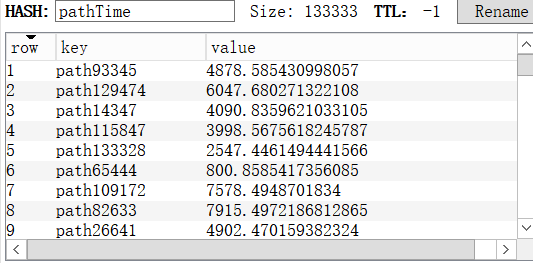 HASH: pathTime Size: 133333 TTL: -1 Rename
row key value
1 path93345 4878.585430998057
2 path129474 6047.680271322108
3 path14347 4090.8359621033105
4 path115847 3998.5675618245787
5 path133328 2547.4461494441566
6 path65444 800.8585417356085
7 path109172 7578.4948701834
8 path82633 7915.4972186812865
9 path26641 4902.470159382324